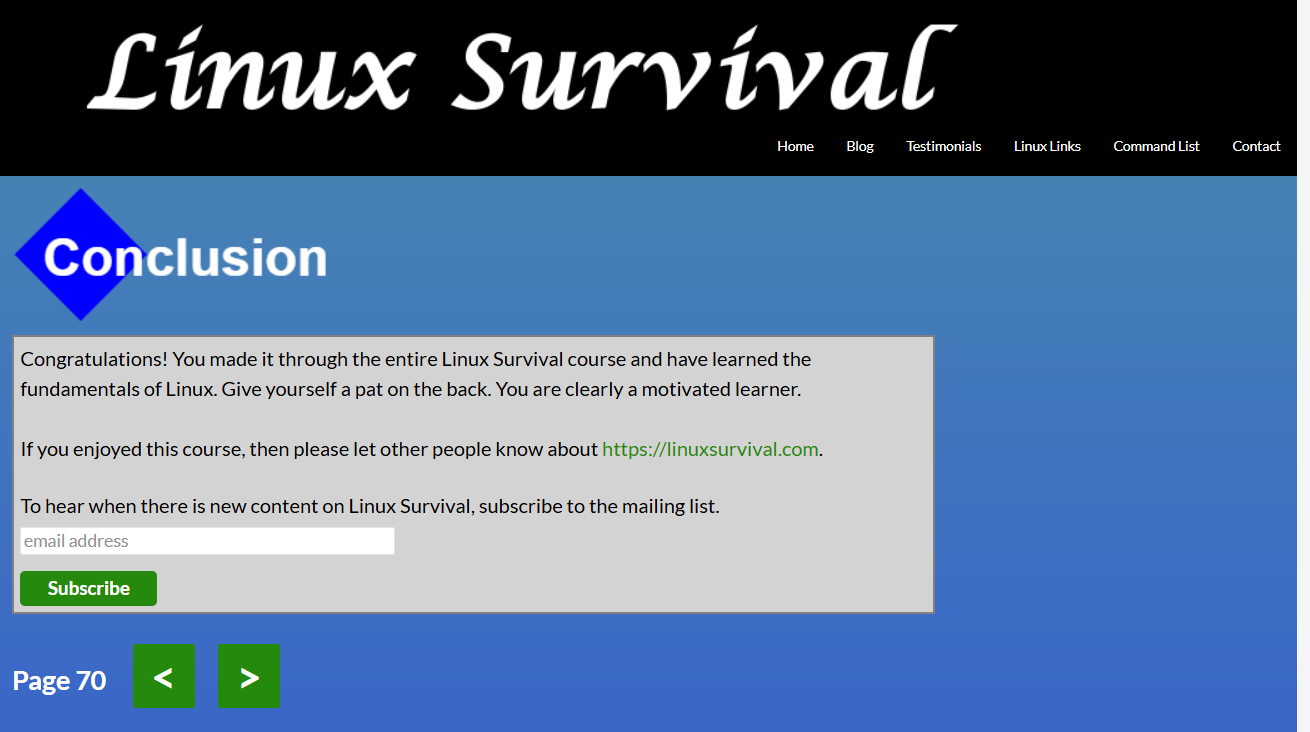 Linux Survival
Home Blog Testimonials Linux Links Command List Contact
Conclusion
Congratulations! You made it through the entire Linux Survival course and have learned the
fundamentals of Linux. Give yourself a pat on the back. You are clearly a motivated learner.
If you enjoyed this course, then please let other people know about https://linuxsurvival.com.
To hear when there is new content on Linux Survival, subscribe to the mailing list.
email address
Subscribe
Page 70 < >